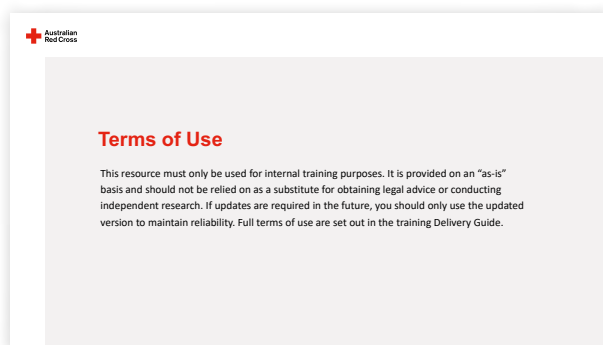 Australian
Red Cross
Terms of Use
This resource must only be used for internal training purposes. It is provided on an “as-is”
basis and should not be relied on as a substitute for obtaining legal advice or conducting
independent research. If updates are required in the future, you should only use the updated
version to maintain reliability. Full terms of use are set out in the training Delivery Guide.